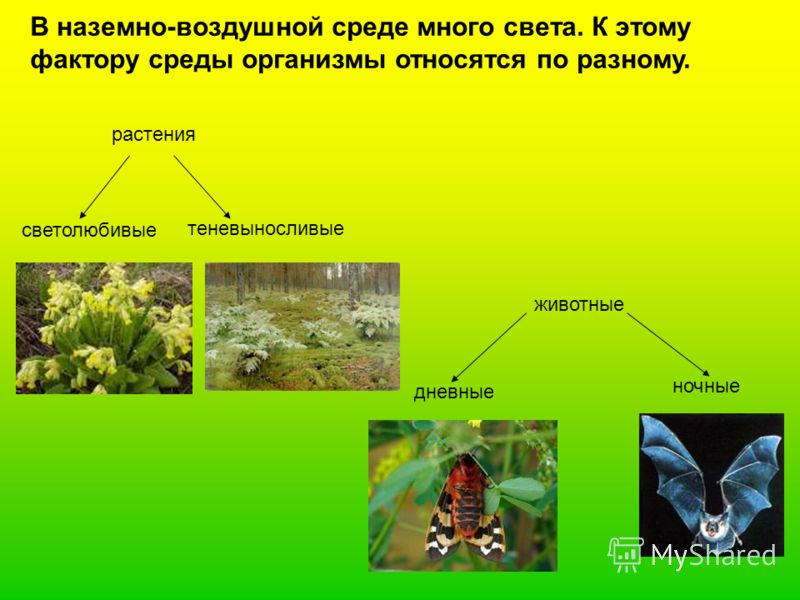 В наземно-воздушной среде много света. К этому
фактору среды организмы относятся по разному.
растения
светолюбивые
теневыносливые
животные
дневные
ночные
MyShared